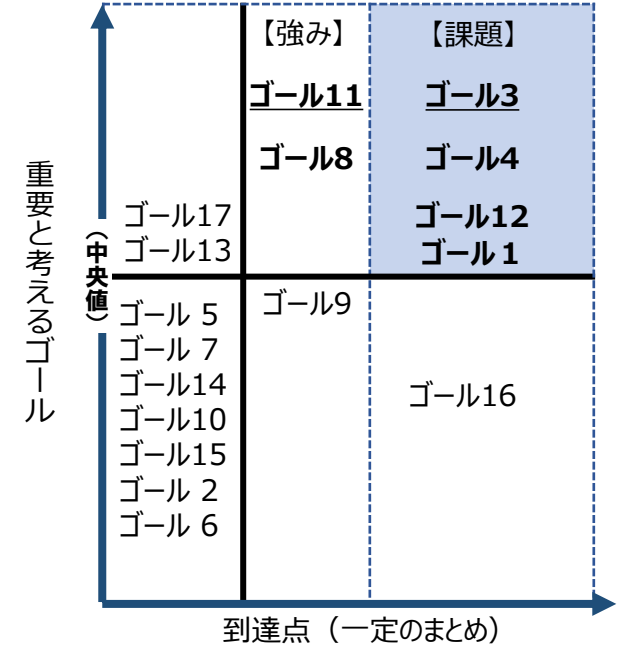 重要と考えるゴール
（中央値）
【強み】
【課題】
ゴール11
ゴール3
ゴール8
ゴール4
ゴール17
ゴール12
ゴール13
ゴール1
ゴール 5
ゴール9
ゴール 7
ゴール14
ゴール16
ゴール10
ゴール15
ゴール 2
ゴール 6
到達点（一定のまとめ）